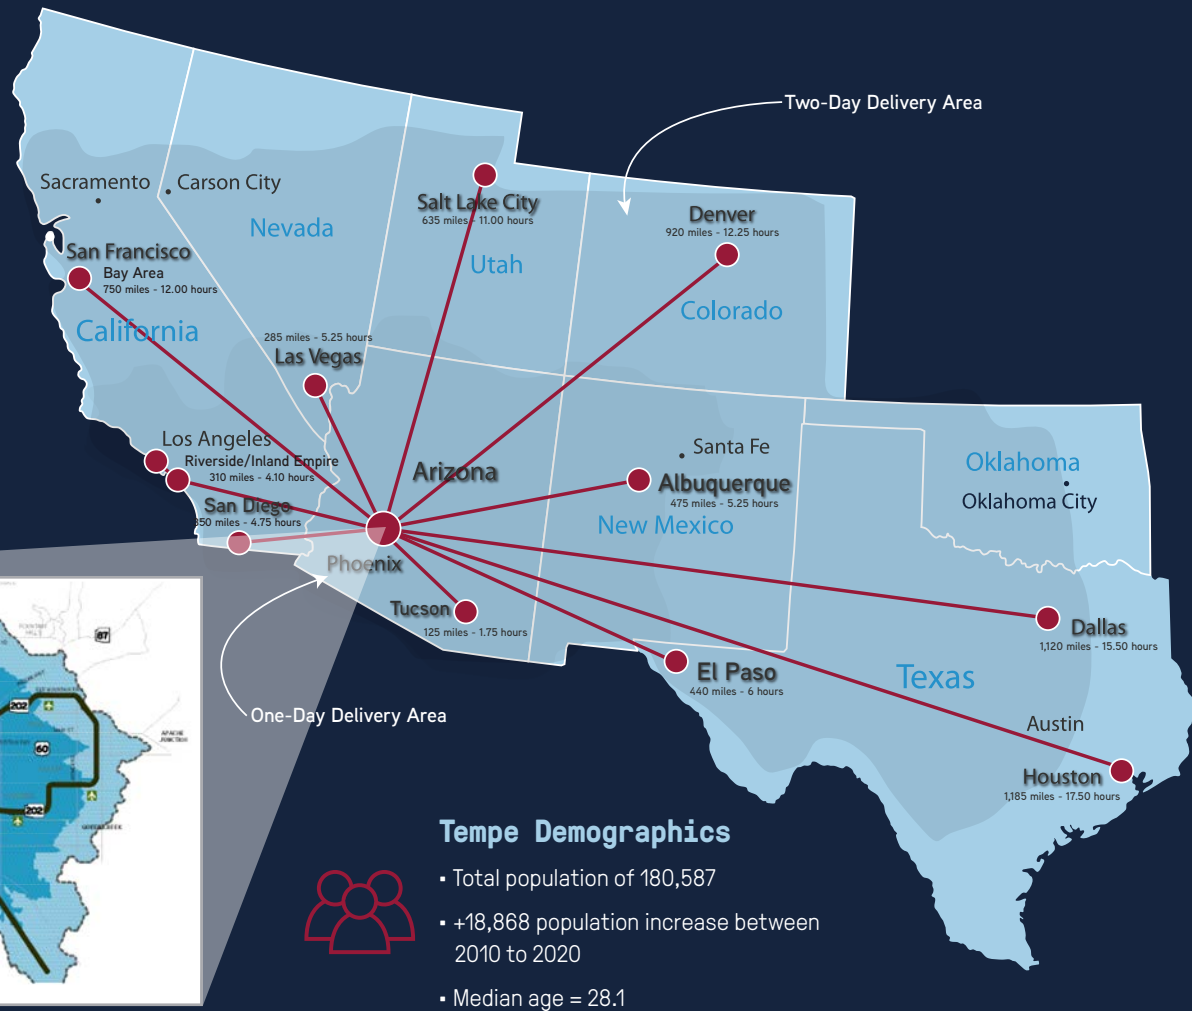 Two-Day Delivery Area
Sacramento
Carson City
Nevada
Salt Lake City
635 miles - 11.00 hours
Utah
Denver
920 miles - 12.25 hours
Colorado
San Francisco
Bay Area
750 miles - 12.00 hours
California
285 miles - 5.25 hours
Las Vegas
Los Angeles
Riverside/Inland Empire
310 miles - 4.10 hours
San Diego
350 miles - 4.75 hours
Arizona
Phoenix
Santa Fe
Albuquerque
475 miles - 5.25 hours
New Mexico
Oklahoma
Oklahoma City
Tucson
125 miles - 1.75 hours
El Paso
440 miles - 6 hours
Dallas
1,120 miles - 15.50 hours
Texas
Austin
Houston
1,185 miles - 17.50 hours
One-Day Delivery Area
87
202
60
202
APACHE
JUNCTION
Tempe Demographics
▪ Total population of 180,587
▪ +18,868 population increase between
2010 to 2020
▪ Median age = 28.1